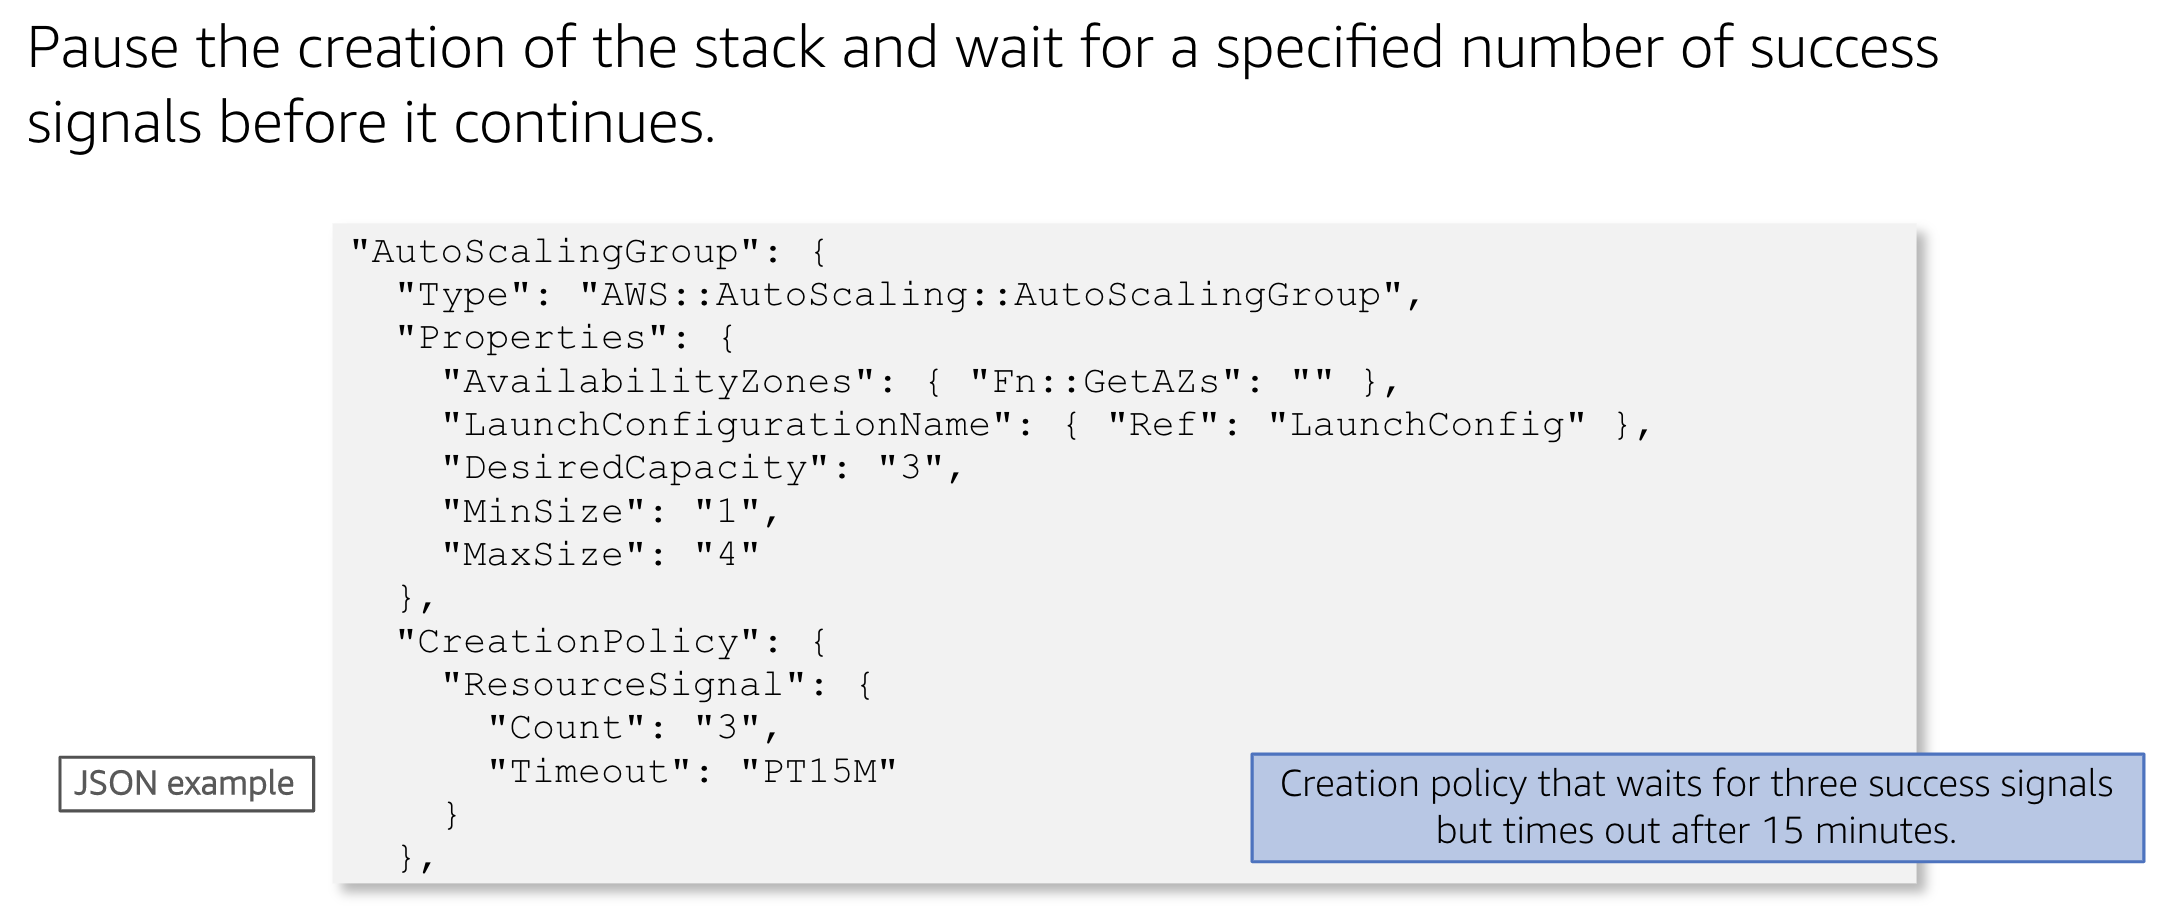 Pause the creation of the stack and wait for a specified number of success
signals before it continues.
"AutoScalingGroup": {
  "Type": "AWS::AutoScaling::AutoScalingGroup",
  "Properties": {
    "AvailabilityZones": { "Fn::GetAZs": "" },
    "LaunchConfigurationName": { "Ref": "LaunchConfig" },
    "DesiredCapacity": "3",
    "MinSize": "1",
    "MaxSize": "4"
  },
  "CreationPolicy": {
    "ResourceSignal": {
      "Count": "3",
      "Timeout": "PT15M"
    }
  },
JSON example
Creation policy that waits for three success signals
but times out after 15 minutes.